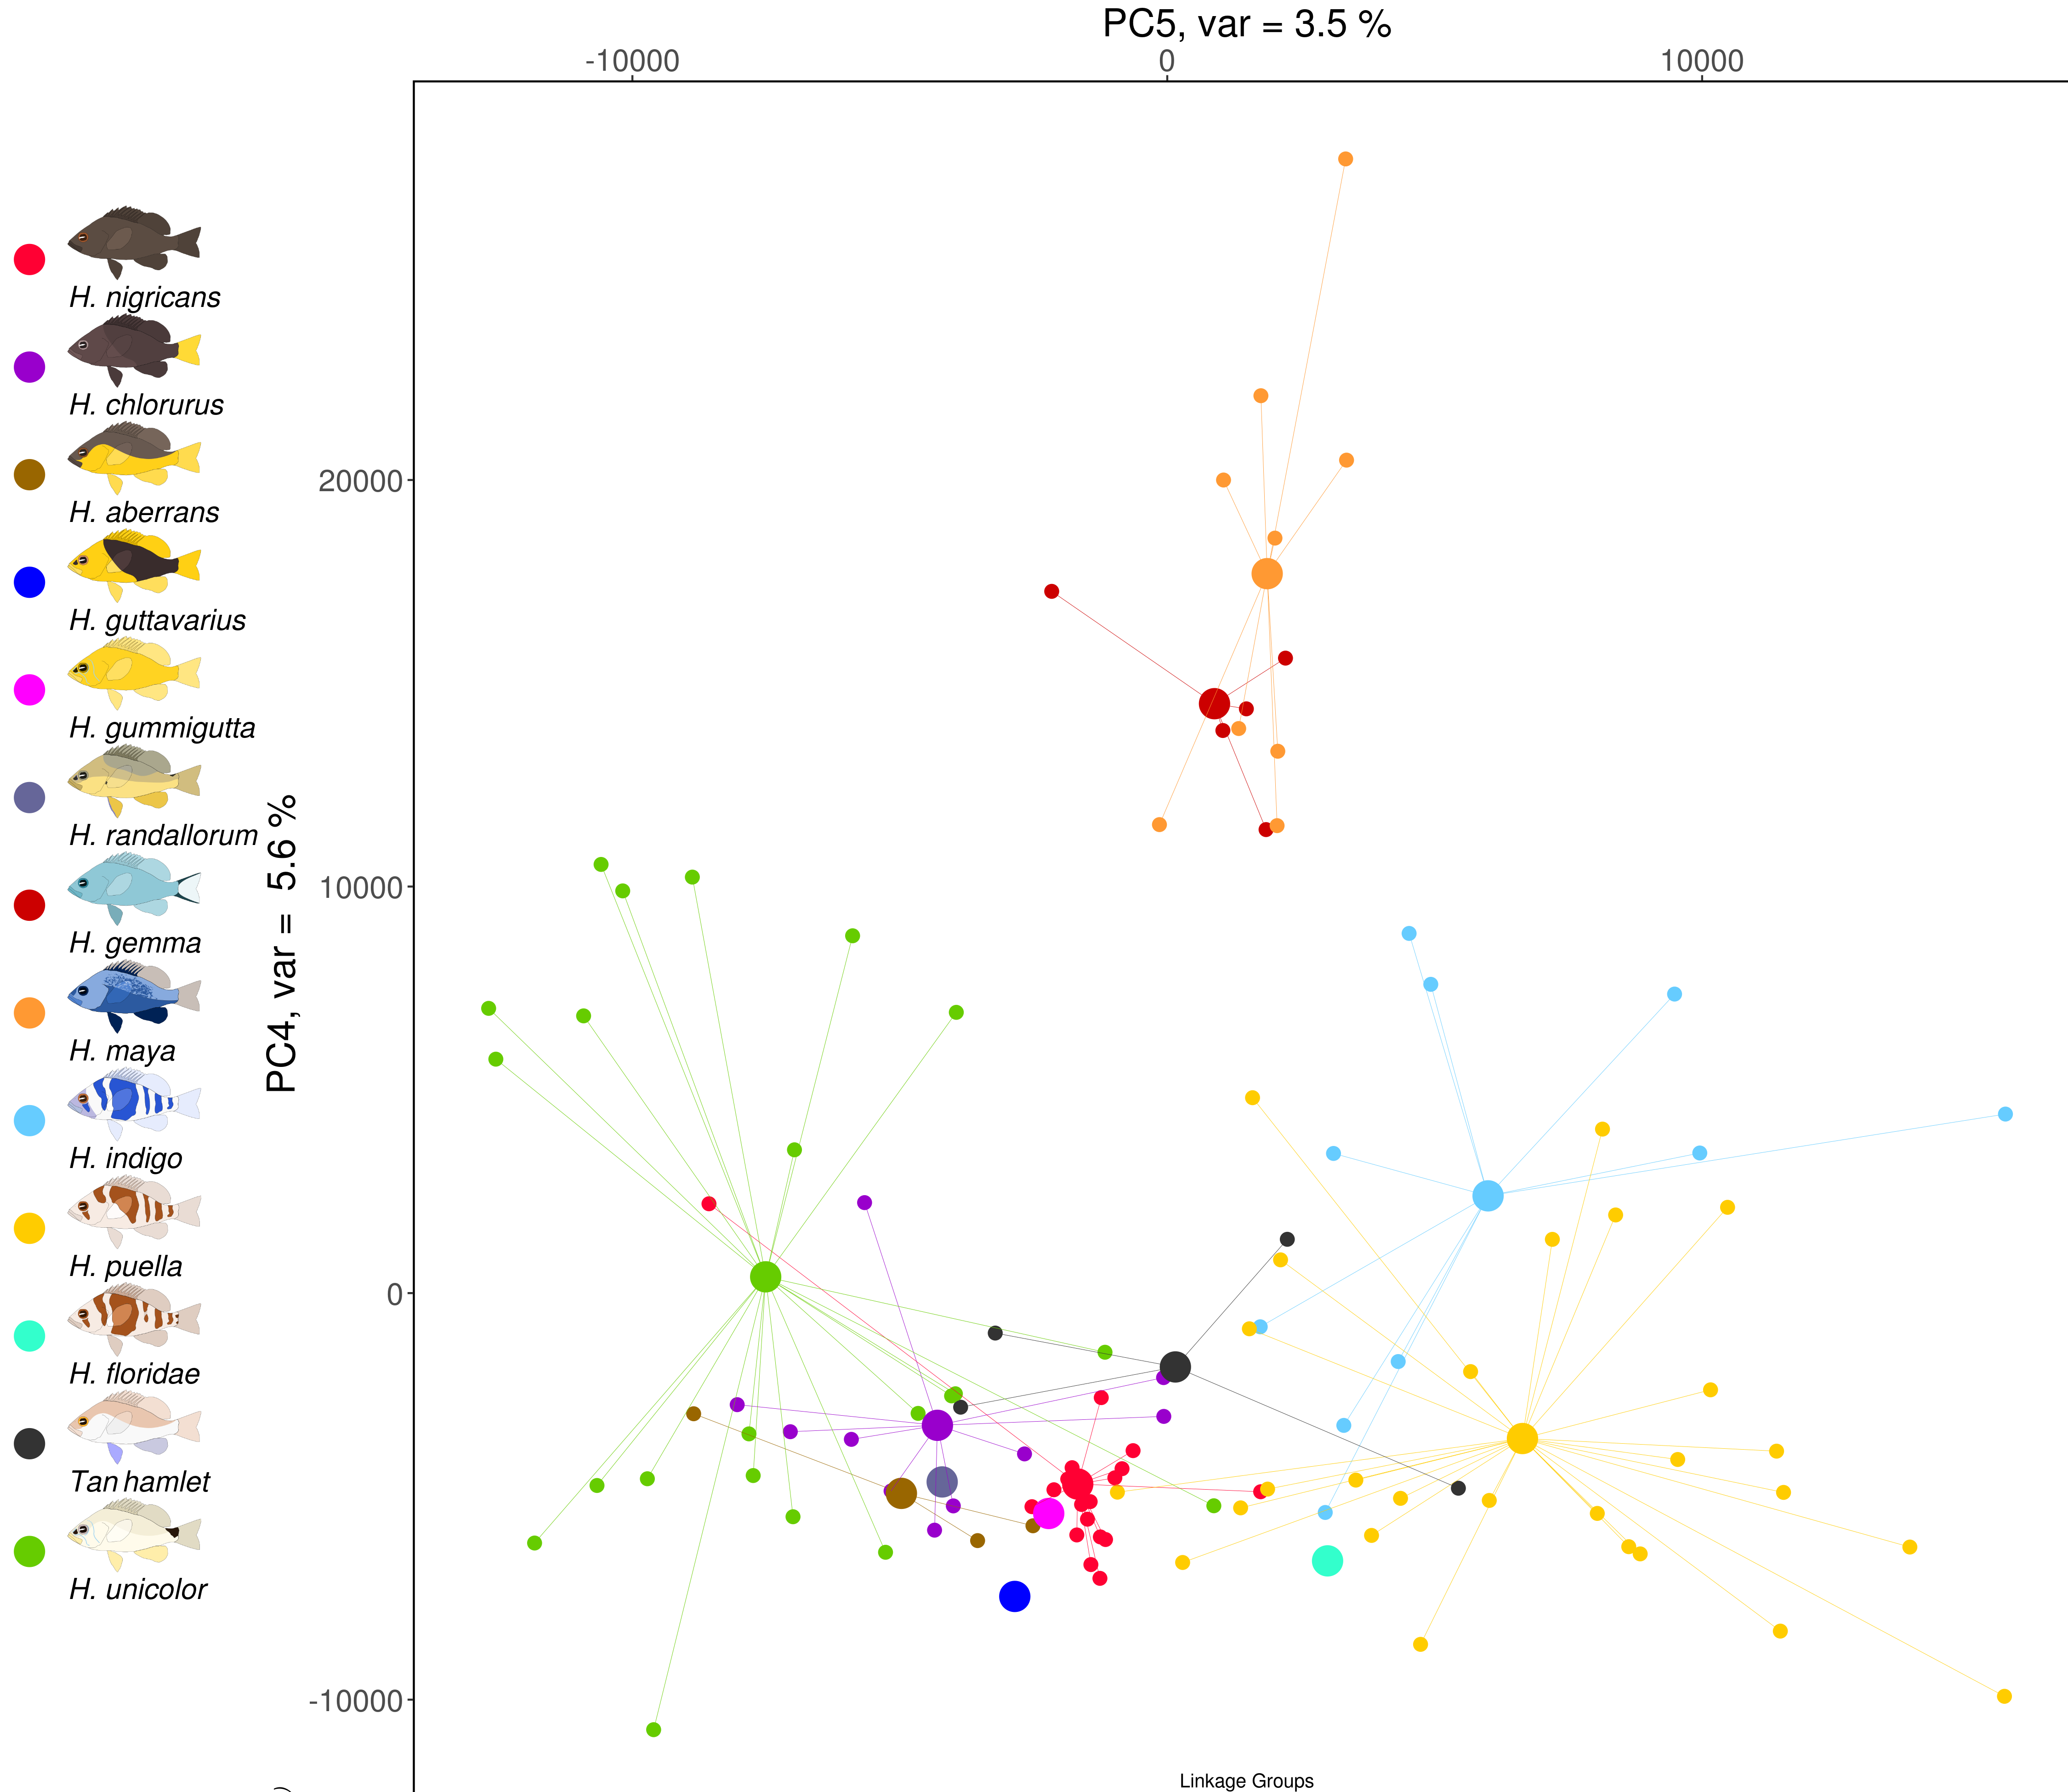 PC5, var = 3.5 %
-10000
0
10000
H. nigricans
H. chlorurus
H. aberrans
H. guttavarius
H. gummigutta
H. randallorum
H. gemma
H. maya
H. indigo
H. puella
H. floridae
Tan hamlet
H. unicolor
PC4, var = 5.6 %
20000
10000
0
-10000
)
Linkage Groups